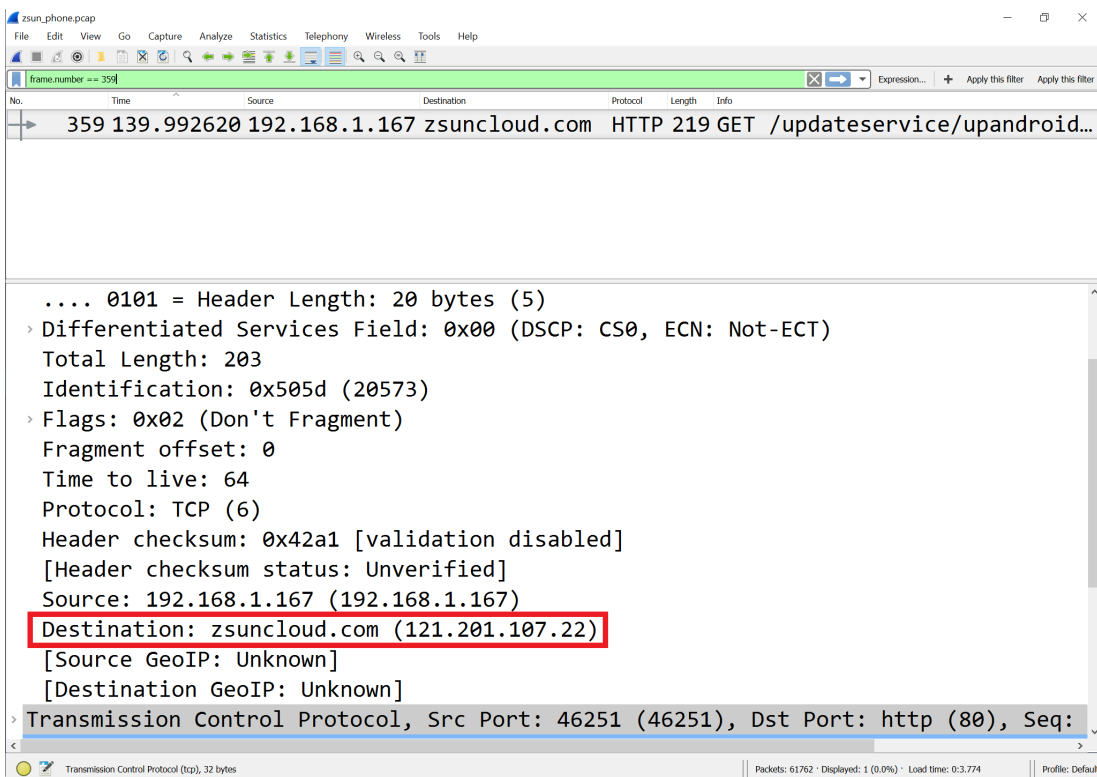 zsun_phone.pcap
File Edit View Go Capture Analyze Statistics Telephony Wireless Tools Help
frame.number == 359
Expression... + Apply this filter Apply this filter
No. Time Source Destination Protocol Length Info
359 139.992620 192.168.1.167 zsuncloud.com HTTP 219 GET /updateservice/upandroid…
.... 0101 = Header Length: 20 bytes (5)
Differentiated Services Field: 0x00 (DSCP: CS0, ECN: Not-ECT)
Total Length: 203
Identification: 0x505d (20573)
Flags: 0x02 (Don't Fragment)
Fragment offset: 0
Time to live: 64
Protocol: TCP (6)
Header checksum: 0x42a1 [validation disabled]
[Header checksum status: Unverified]
Source: 192.168.1.167 (192.168.1.167)
Destination: zsuncloud.com (121.201.107.22)
[Source GeoIP: Unknown]
[Destination GeoIP: Unknown]
Transmission Control Protocol, Src Port: 46251 (46251), Dst Port: http (80), Seq:
Transmission Control Protocol (tcp), 32 bytes
Packets: 61762 · Displayed: 1 (0.0%) · Load time: 0:3.774
Profile: Defaul